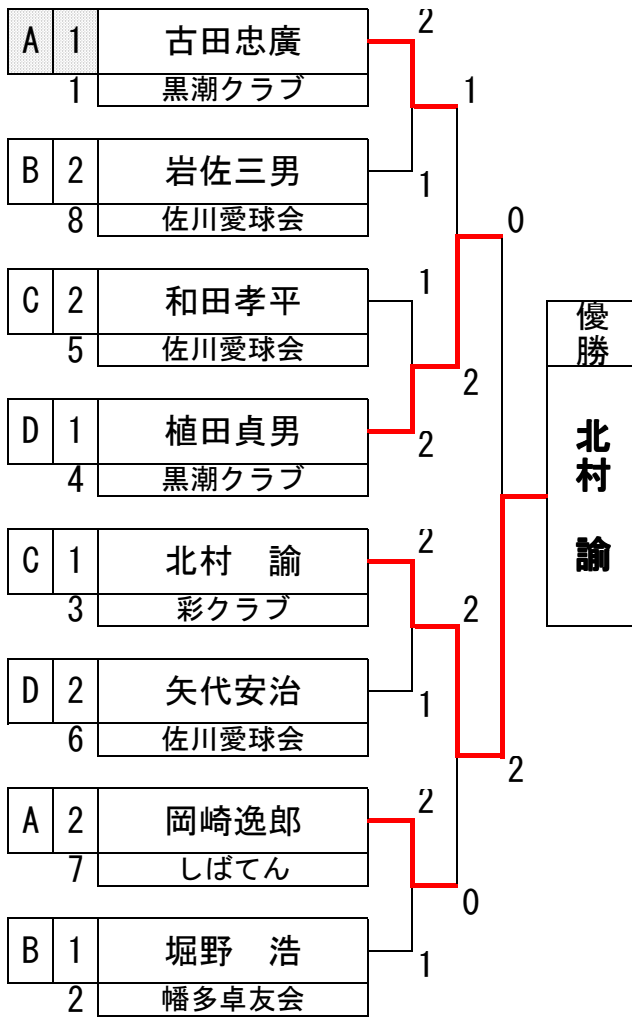 2
A 1 古田忠廣
1 黒潮クラブ
1
B 2 岩佐三男
1
8 佐川愛球会
0
1
C 2 和田孝平
5 佐川愛球会
優勝
2
D 1 植田貞男
2
4 黒潮クラブ
北村 諭
2
C 1 北村 諭
3 彩クラブ
2
D 2 矢代安治
1
6 佐川愛球会
2
2
A 2 岡崎逸郎
7 しばてん
0
B 1 堀野 浩
1
2 幡多卓友会